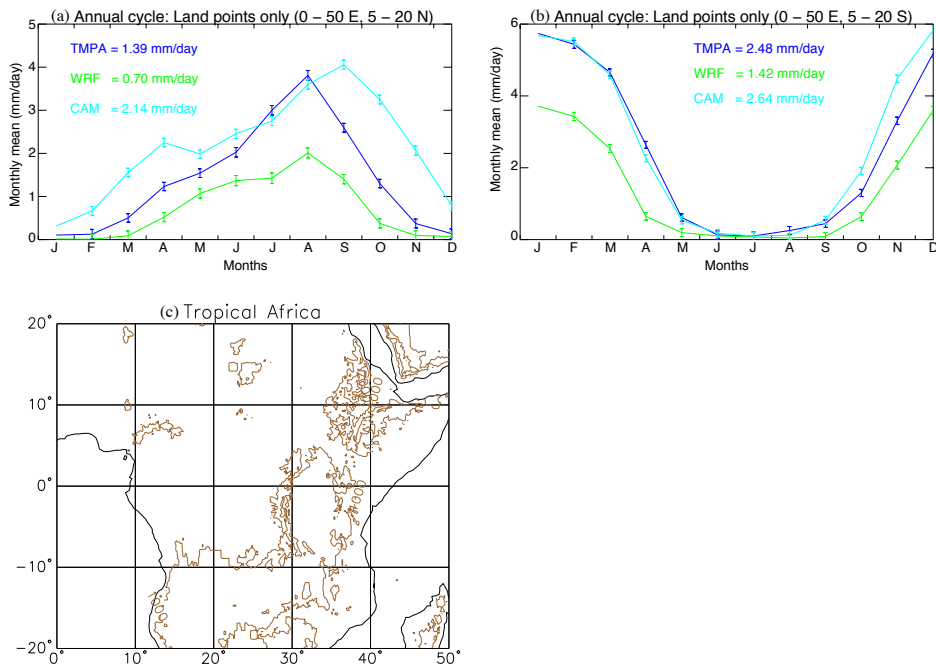 (a) Annual cycle: Land points only (0 – 50 E, 5 – 20 N)
Monthly mean (mm/day)
5
4
3
2
1
0
TMPA = 1.39 mm/day
WRF = 0.70 mm/day
CAM = 2.14 mm/day
J F M A M J J A S O N D
Months
(b) Annual cycle: Land points only (0 – 50 E, 5 – 20 S)
Monthly mean (mm/day)
6
4
2
0
TMPA = 2.48 mm/day
WRF = 1.42 mm/day
CAM = 2.64 mm/day
J F M A M J J A S O N D
Months
(c) Tropical Africa
20°
10°
0°
−10°
−20°
0° 10° 20° 30° 40° 50°